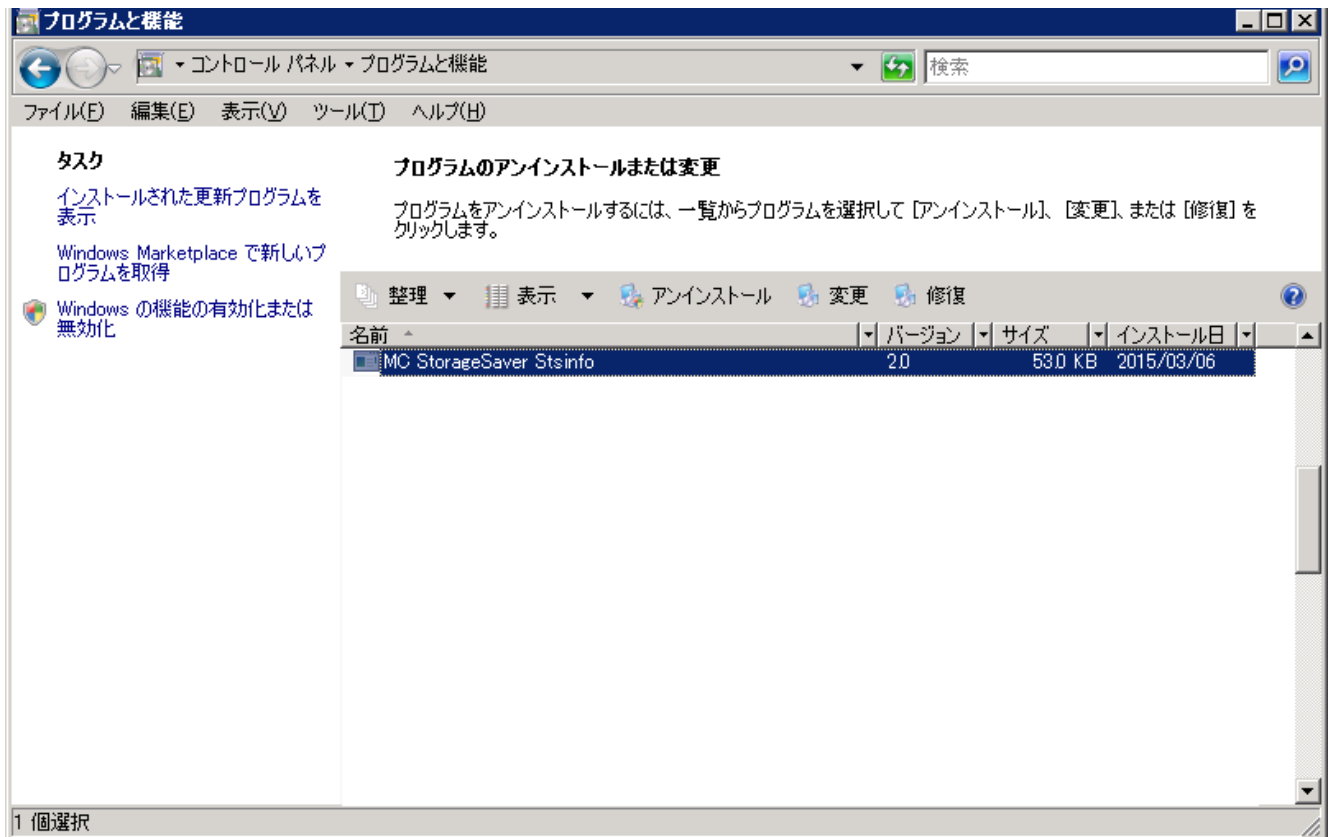 プログラムと機能
コントロール パネル プログラムと機能
検索
ファイル(F) 編集(E) 表示(V) ツール(T) ヘルプ(H)
タスク
インストールされた更新プログラムを
表示
Windows Marketplace で新しいプ
ログラムを取得
Windows の機能の有効化または
無効化
プログラムのアンインストールまたは変更
プログラムをアンインストールするには、一覧からプログラムを選択して [アンインストール]、[変更]、または [修復] を
クリックします。
整理 表示 アンインストール 変更 修復
名前 バージョン サイズ インストール日
MC StorageSaver Stsinfo 2.0 53.0 KB 2015/03/06
1 個選択